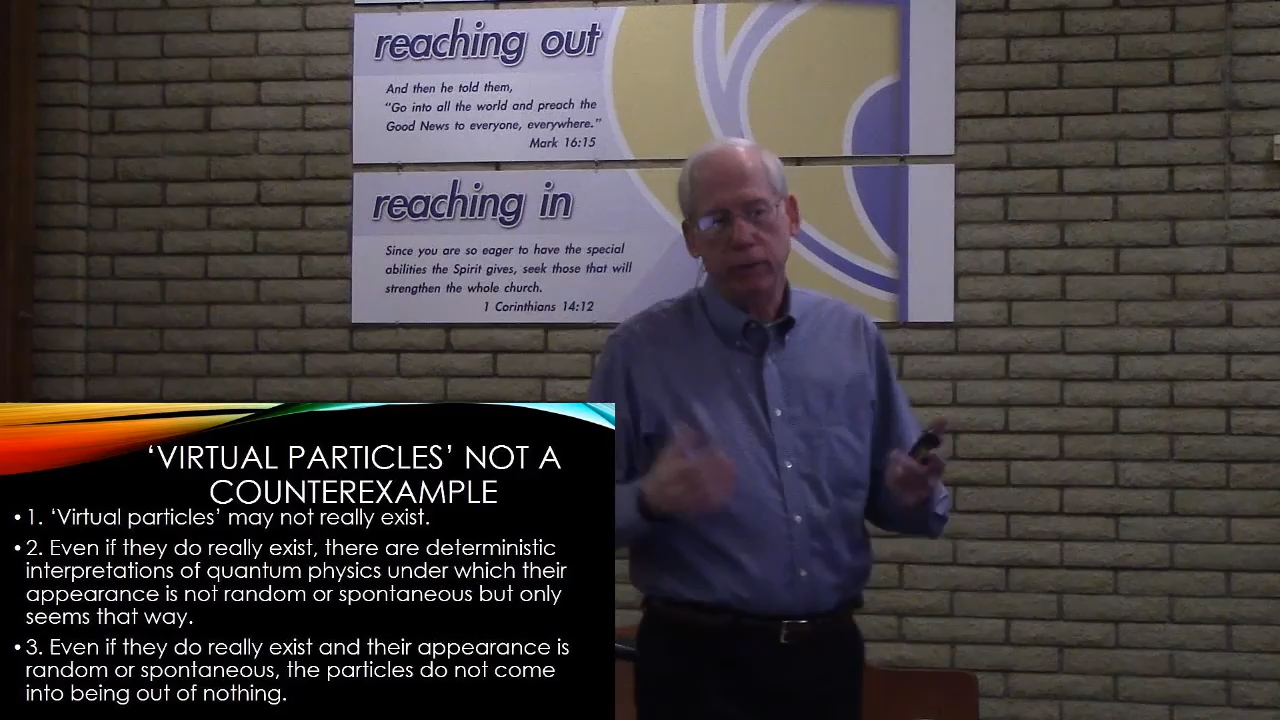 reaching out
And then he told them,
"Go into all the world and preach the
Good News to everyone, everywhere."
Mark 16:15
reaching in
Since you are so eager to have the special
abilities the Spirit gives, seek those that will
strengthen the whole church.
1 Corinthians 14:12
‘VIRTUAL PARTICLES’ NOT A
COUNTEREXAMPLE
• 1. ‘Virtual particles’ may not really exist.
• 2. Even if they do really exist, there are deterministic
interpretations of quantum physics under which their
appearance is not random or spontaneous but only
seems that way.
• 3. Even if they do really exist and their appearance is
random or spontaneous, the particles do not come
into being out of nothing.